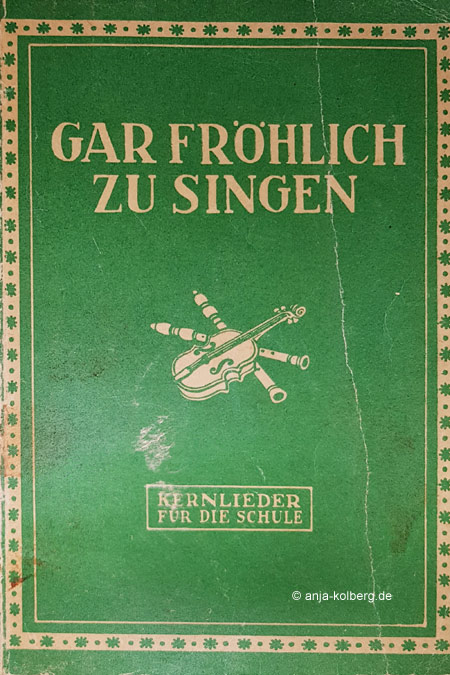 GAR FRÖHLICH
ZU SINGEN
KERNLIEDER
FÜR DIE SCHULE
© anja-kolberg.de